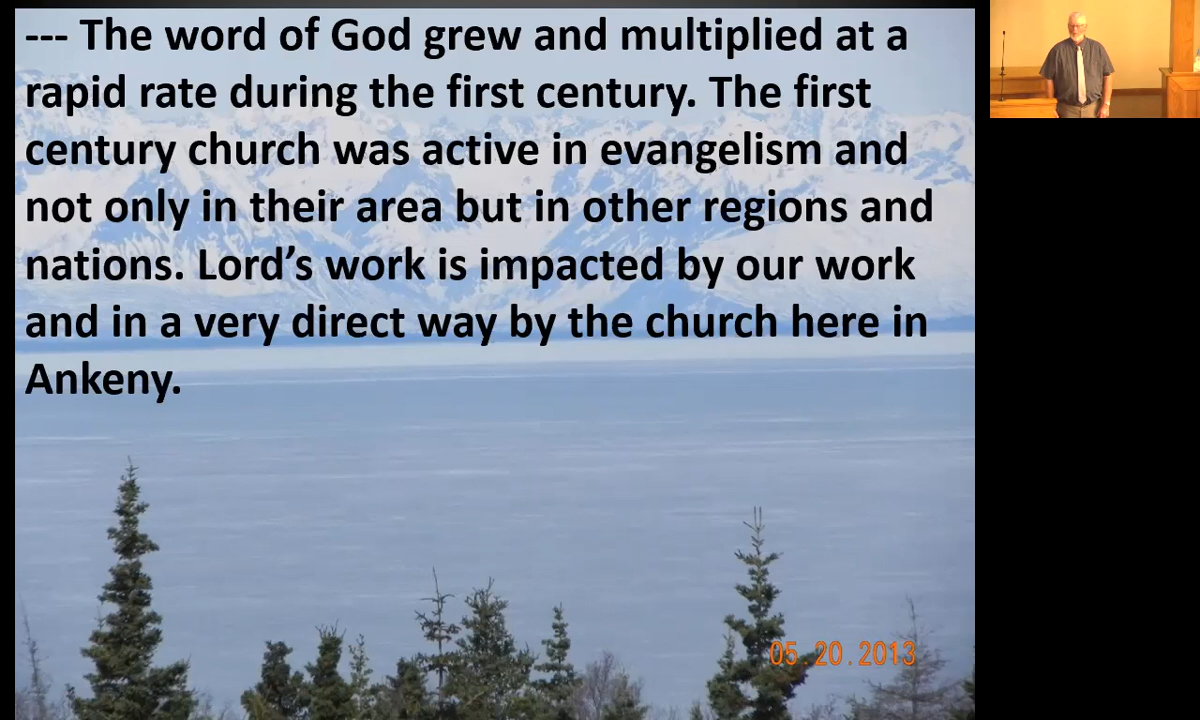 --- The word of God grew and multiplied at a
rapid rate during the first century. The first
century church was active in evangelism and
not only in their area but in other regions and
nations. Lord’s work is impacted by our work
and in a very direct way by the church here in
Ankeny.
05.20.2013